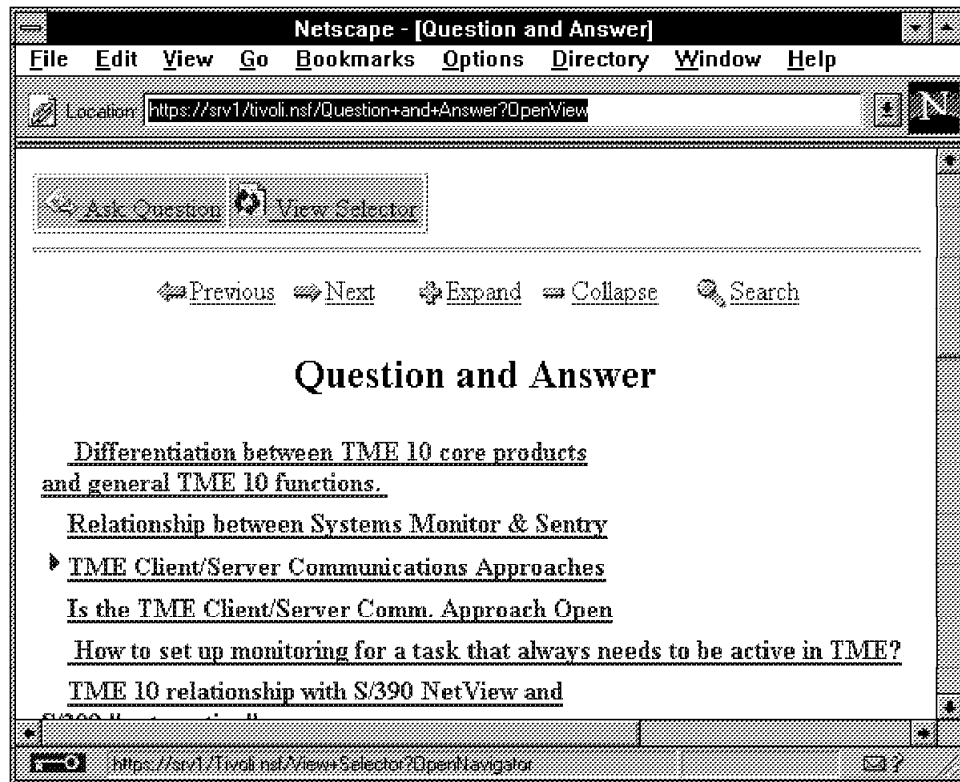 Netscape - [Question and Answer]
File Edit View Go Bookmarks Options Directory Window Help
Location: https://srv1/tivoli.nsf/Question+and+Answer?OpenView
N
Ask Question View Selector
Previous Next Expand Collapse Search
Question and Answer
Differentiation between TME 10 core products
and general TME 10 functions.
Relationship between Systems Monitor & Sentry
TME Client/Server Communications Approaches
Is the TME Client/Server Comm. Approach Open
How to set up monitoring for a task that always needs to be active in TME?
TME 10 relationship with S/390 NetView and
https://srv1/Tivoli.nsf/View+Selector?OpenNavigator
?